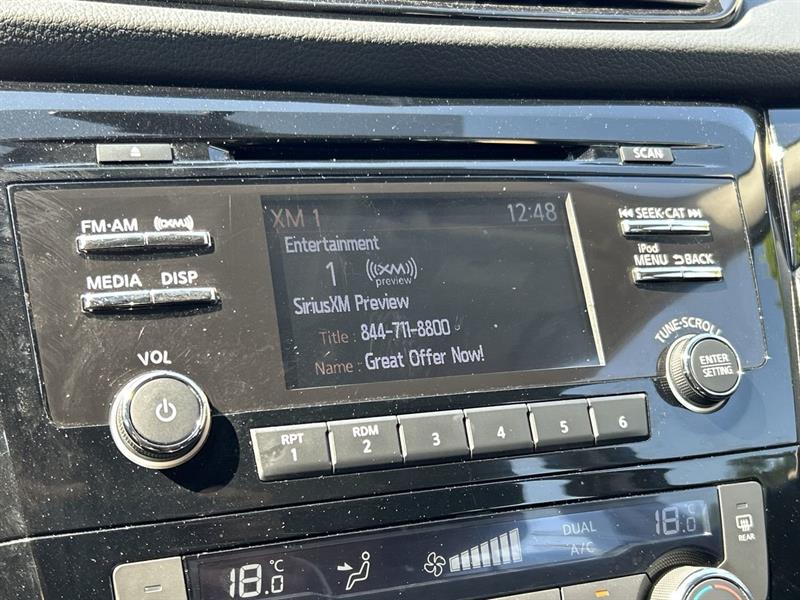 SCAN
FM·AM ((XM))
MEDIA DISP
VOL
XM 1 12:48
Entertainment
1 ((XM)) preview
SiriusXM Preview
Title : 844-711-8800
Name : Great Offer Now!
SEEK·CAT
iPod
MENU BACK
TUNE·SCROLL
ENTER
SETTING
RPT RDM
1 2 3 4 5 6
18.0°C DUAL A/C 18.0°C
REAR